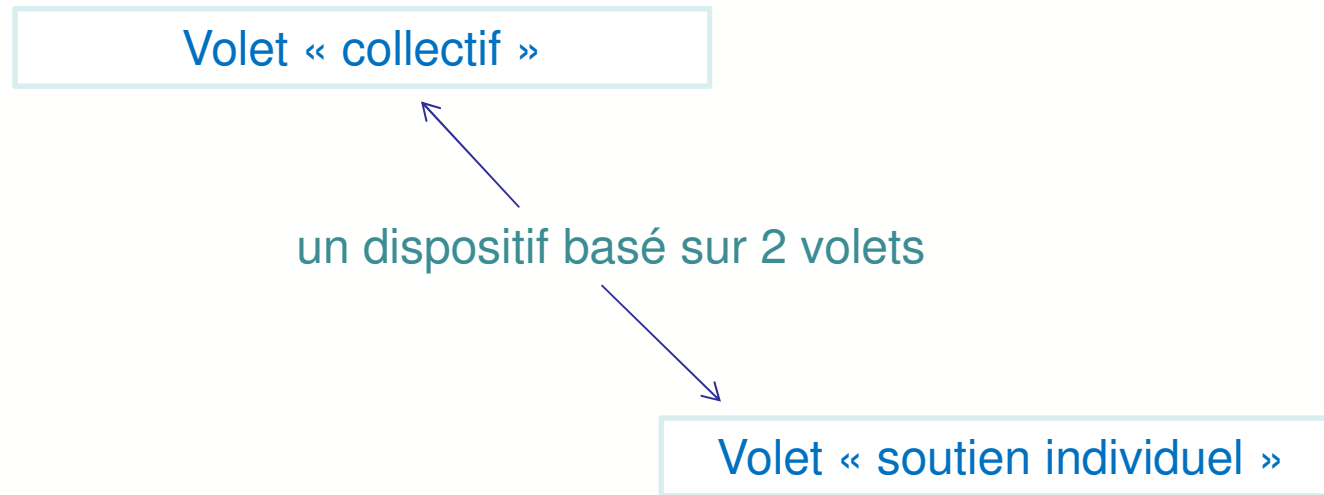 Volet « collectif »
un dispositif basé sur 2 volets
Volet « soutien individuel »